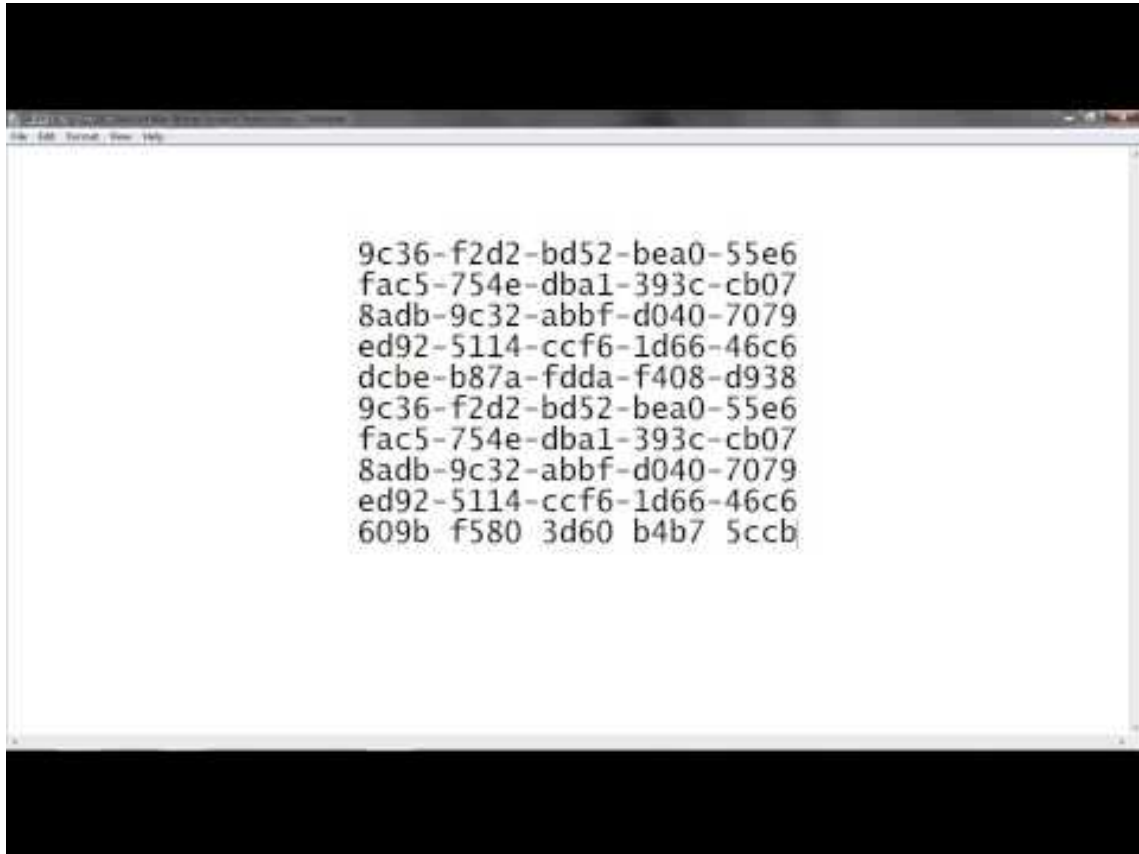 File Edit Format View Help
9c36-f2d2-bd52-bea0-55e6
fac5-754e-dba1-393c-cb07
8adb-9c32-abbf-d040-7079
ed92-5114-ccf6-1d66-46c6
dcbe-b87a-fdda-f408-d938
9c36-f2d2-bd52-bea0-55e6
fac5-754e-dba1-393c-cb07
8adb-9c32-abbf-d040-7079
ed92-5114-ccf6-1d66-46c6
609b f580 3d60 b4b7 5ccb